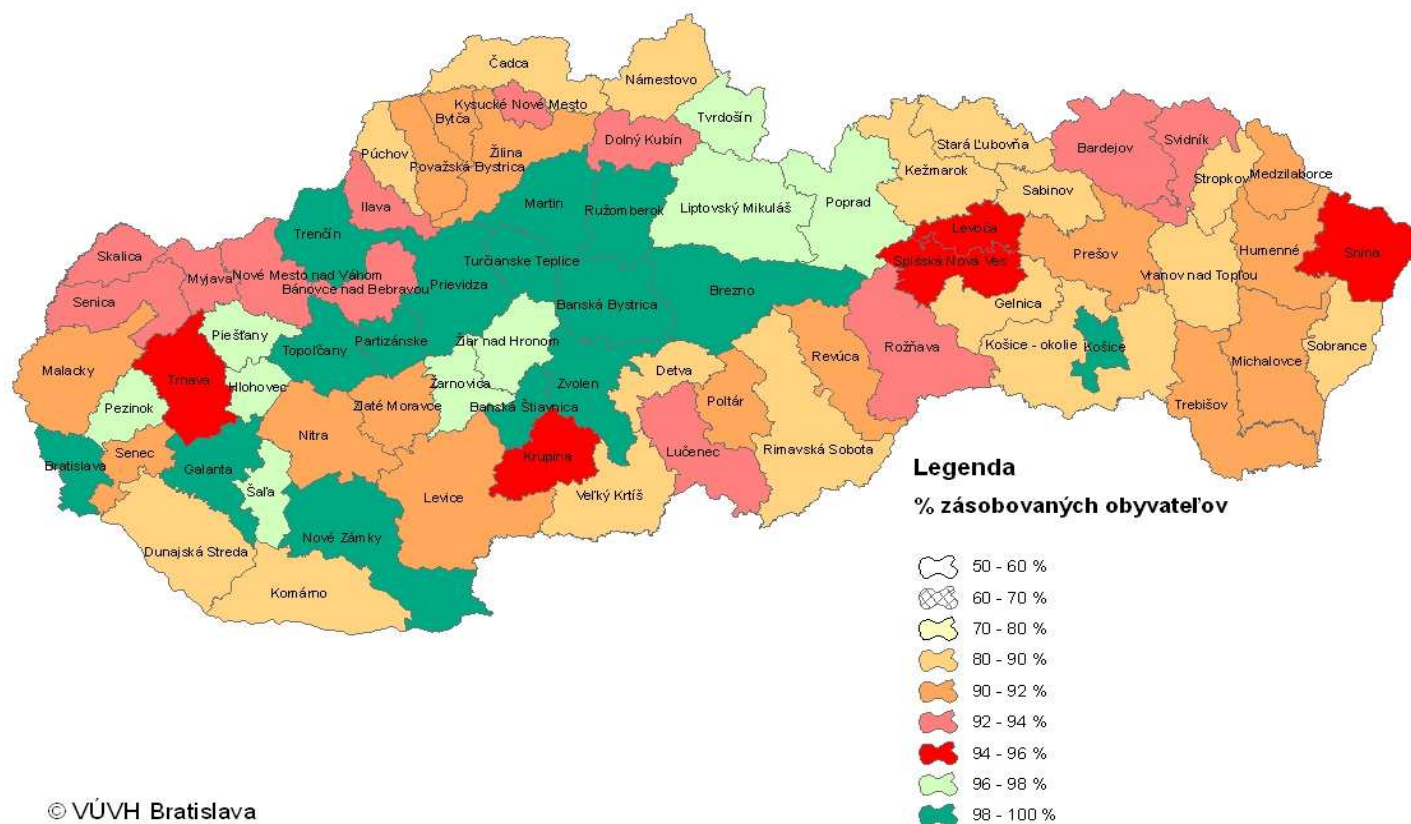 Čadca
Námestovo
Kysucké Nové Mesto
Bytča
Tvrdošín
Dolný Kubín
Púchov
Žilina
Považská Bystrica
Stará Ľubovňa
Bardejov
Svidník
Kežmarok
Stropkov
Medzilaborce
Sabinov
Ilava
Martin
Ružomberok
Liptovský Mikuláš
Poprad
Trenčín
Levoča
Prešov
Humenné
Snina
Skalica
Myjava
Nové Mesto nad Váhom
Turčianske Teplice
Spišská Nová Ves
Vranov nad Topľou
Bánovce nad Bebravou
Prievidza
Brezno
Senica
Banská Bystrica
Gelnica
Piešťany
Topoľčany
Partizánske
Žiar nad Hronom
Rožňava
Košice - okolie
Košice
Sobrance
Malacky
Trnava
Hlohovec
Žarnovica
Zvolen
Detva
Revúca
Michalovce
Pezinok
Zlaté Moravce
Banská Štiavnica
Poltár
Trebišov
Nitra
Senec
Bratislava
Galanta
Šaľa
Krupina
Lučenec
Rimavská Sobota
Levice
Veľký Krtíš
Nové Zámky
Dunajská Streda
Komárno
Legenda
% zásobovaných obyvateľov
50 - 60 %
60 - 70 %
70 - 80 %
80 - 90 %
90 - 92 %
92 - 94 %
94 - 96 %
96 - 98 %
98 - 100 %
© VÚVH Bratislava